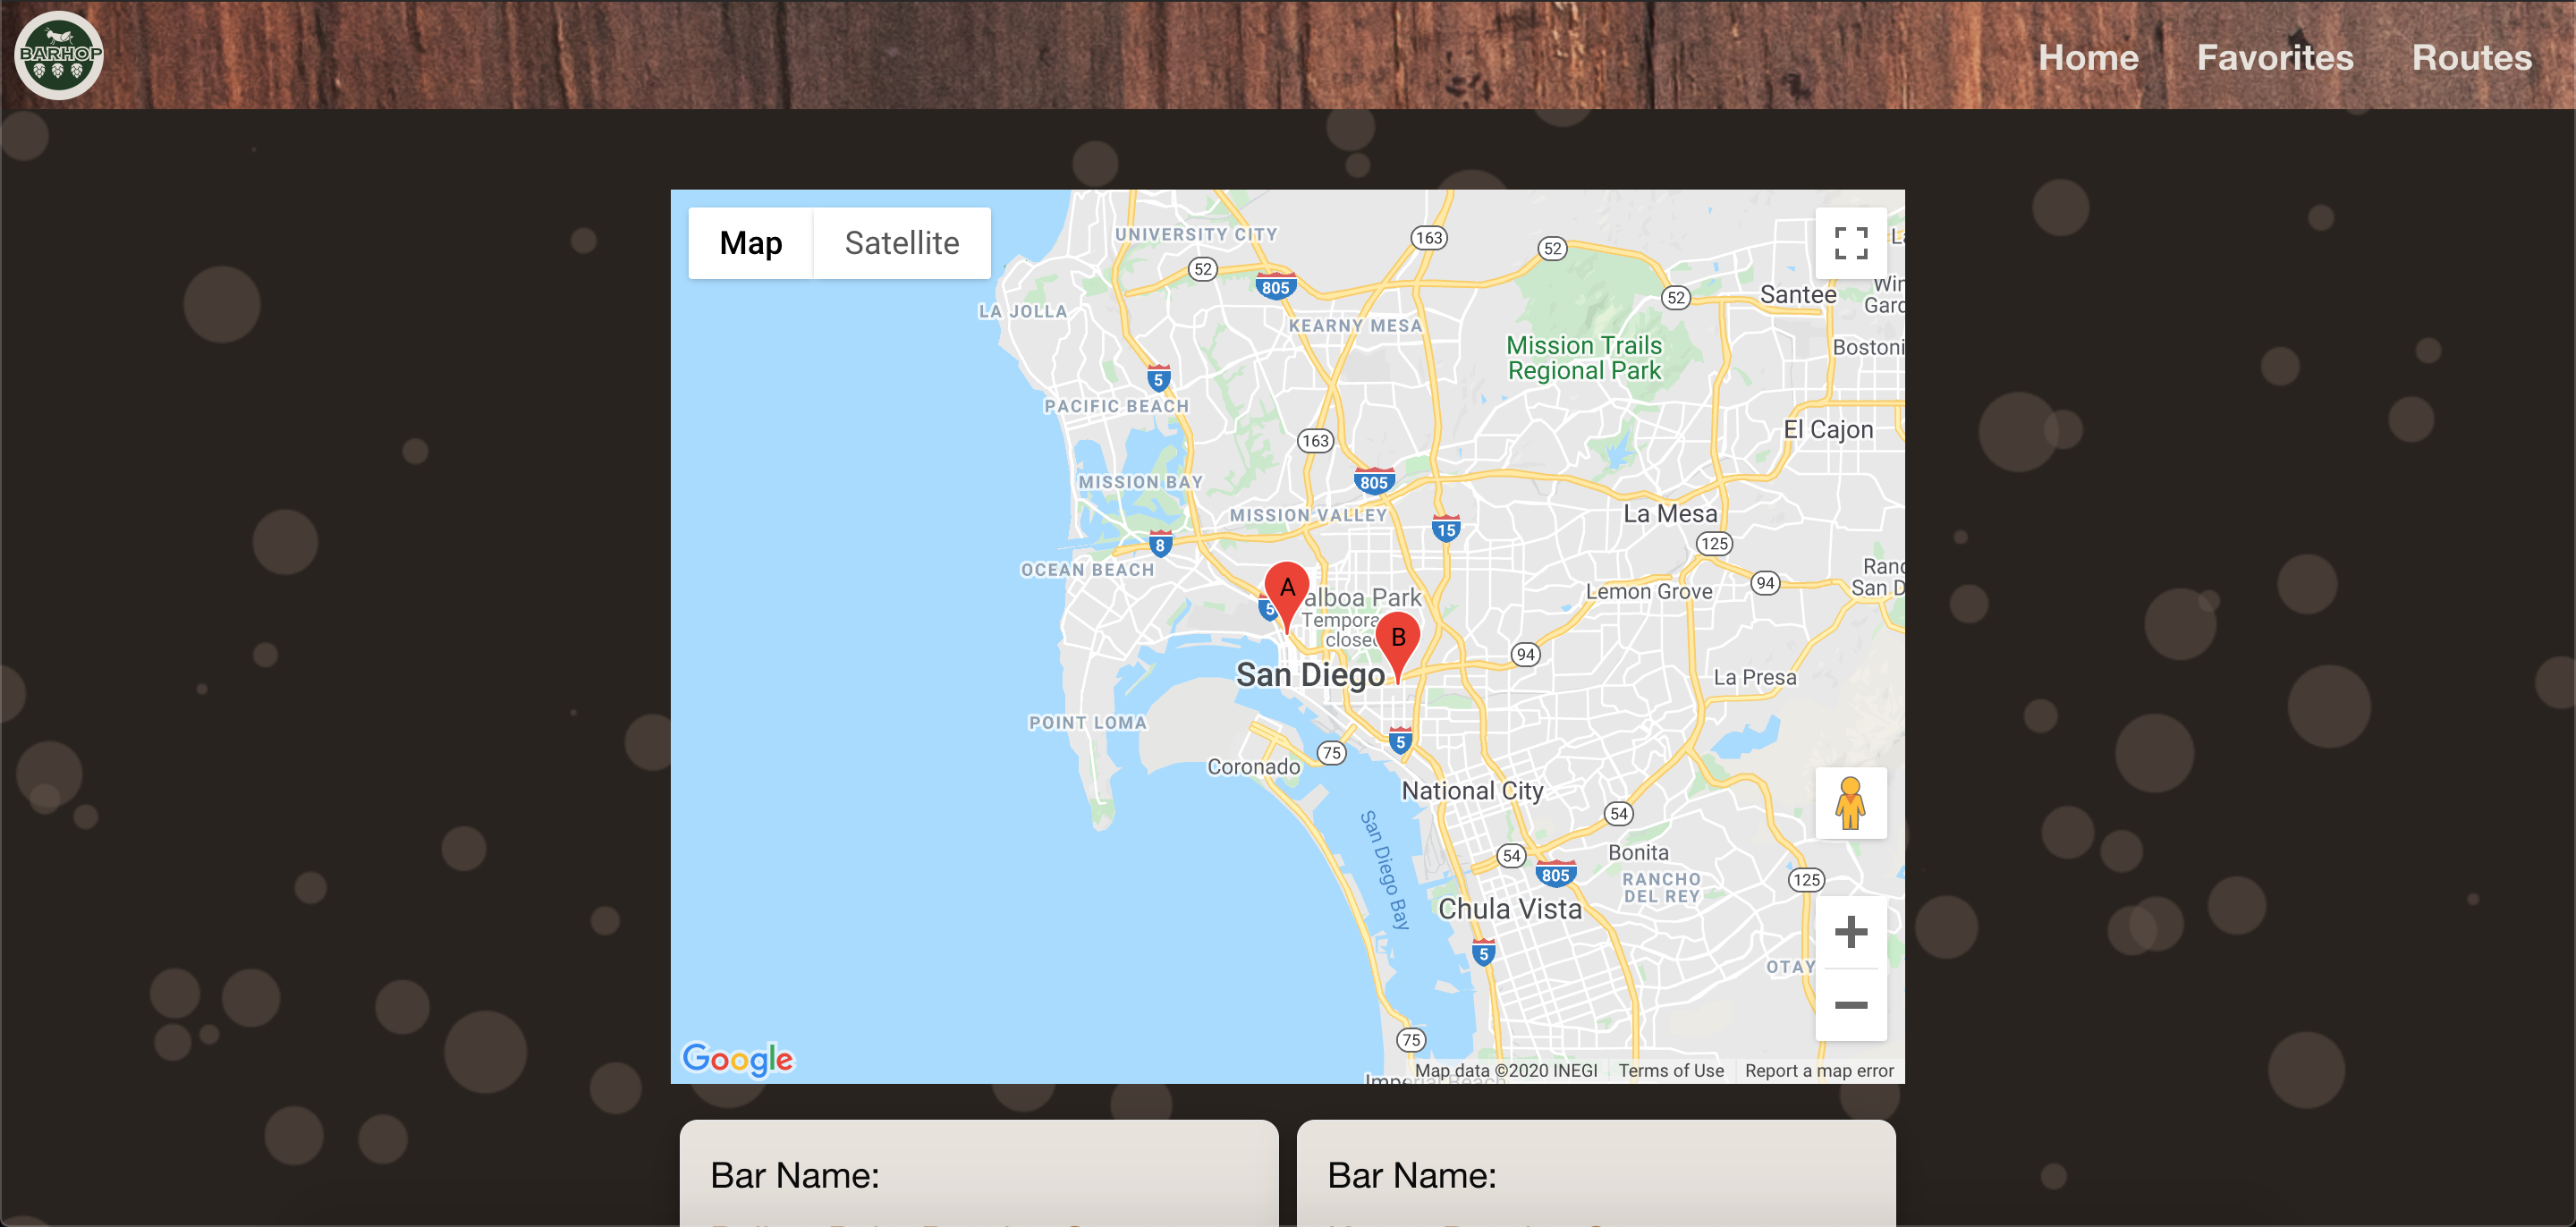 BARHOP
Home
Favorites
Routes
Map
Satellite
UNIVERSITY CITY
163
52
52
805
52
Santee
LA JOLLA
KEARNY MESA
Mission Trails
Regional Park
5
PACIFIC BEACH
El Cajon
163
MISSION BAY
805
MISSION VALLEY
La Mesa
15
125
8
OCEAN BEACH
94
A
5
alboa Park
Lemon Grove
B
94
San Diego
La Presa
POINT LOMA
5
75
Coronado
National City
San Diego Bay
54
54
Bonita
805
RANCHO
DEL REY
125
Chula Vista
5
OTAY
75
Google
Map data ©2020 INEGI
Terms of Use
Report a map error
Bar Name:
Bar Name: